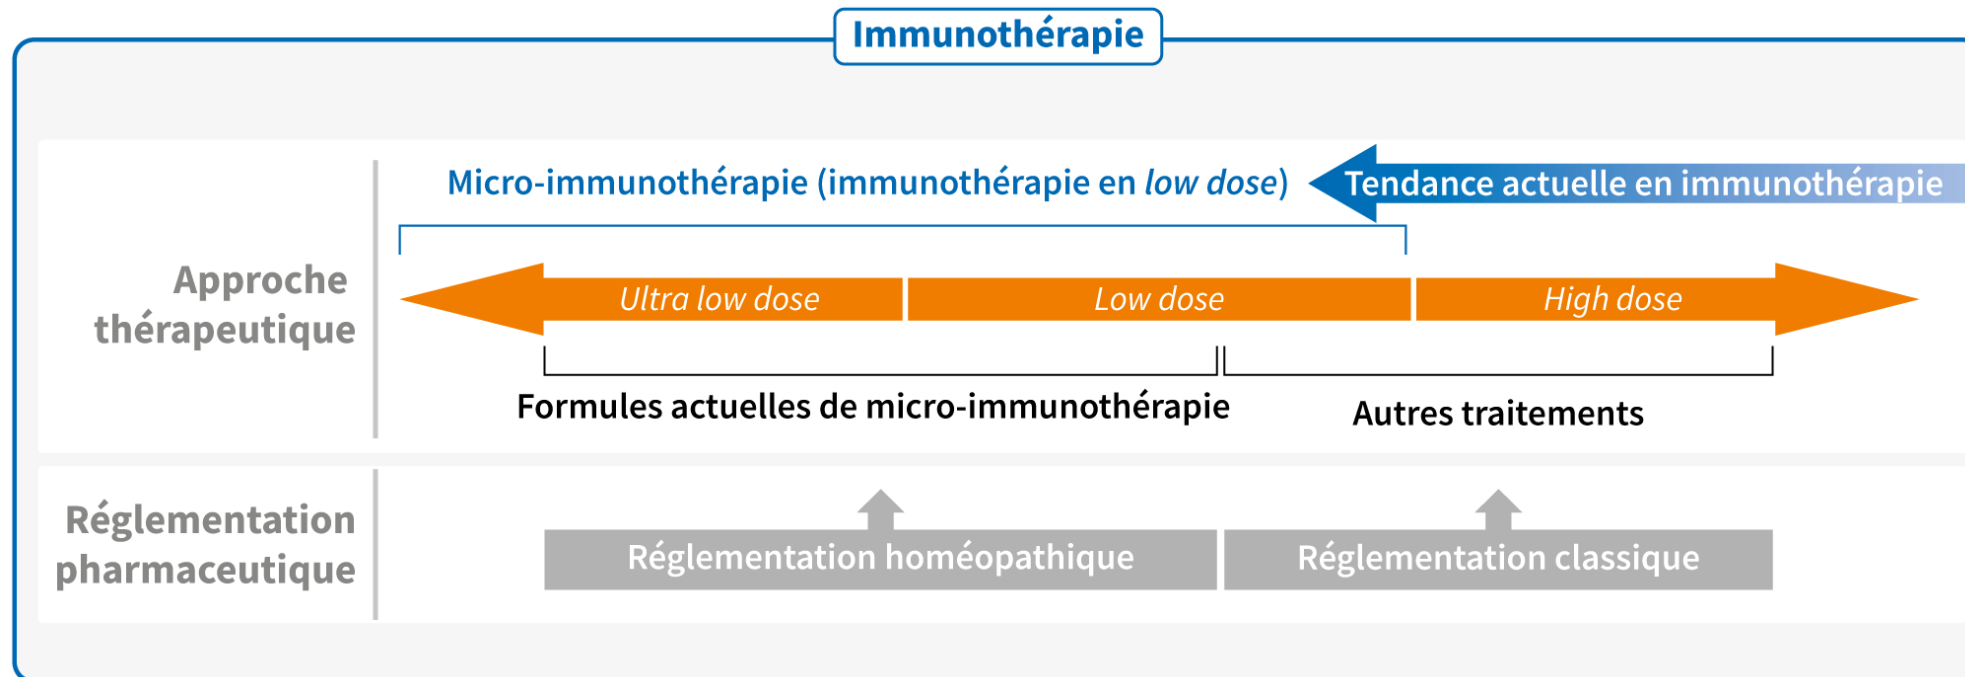 Immunothérapie
Micro-immunothérapie (immunothérapie en low dose)
Tendance actuelle en immunothérapie
Approche
thérapeutique
Ultra low dose
Low dose
High dose
Formules actuelles de micro-immunothérapie
Autres traitements
Réglementation
pharmaceutique
Réglementation homéopathique
Réglementation classique